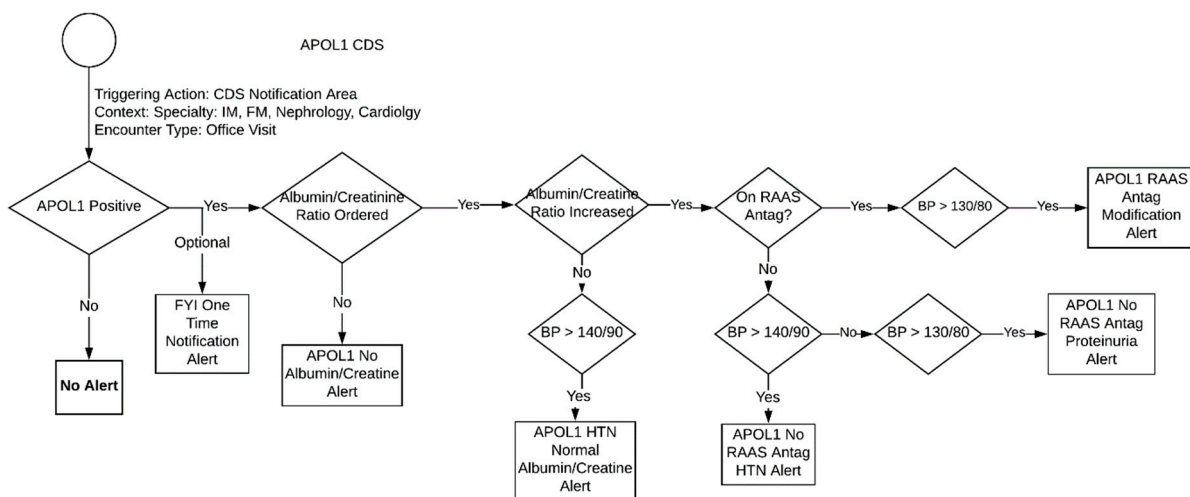 APOL1 CDS
Triggering Action: CDS Notification Area
Context: Specialty: IM, FM, Nephrology, Cardiolgy
Encounter Type: Office Visit
APOL1 Positive
Yes
Optional
No
No Alert
FYI One
Time
Notification
Alert
Albumin/Creatinine
Ratio Ordered
Yes
No
APOL1 No
Albumin/Creatine
Alert
Albumin/Creatine
Ratio Increased
Yes
No
BP > 140/90
Yes
APOL1 HTN
Normal
Albumin/Creatine
Alert
On RAAS
Antag?
Yes
No
BP > 130/80
Yes
APOL1 RAAS
Antag
Modification
Alert
BP > 140/90
No
Yes
BP > 130/80
Yes
APOL1 No
RAAS Antag
Proteinuria
Alert
APOL1 No
RAAS Antag
HTN Alert